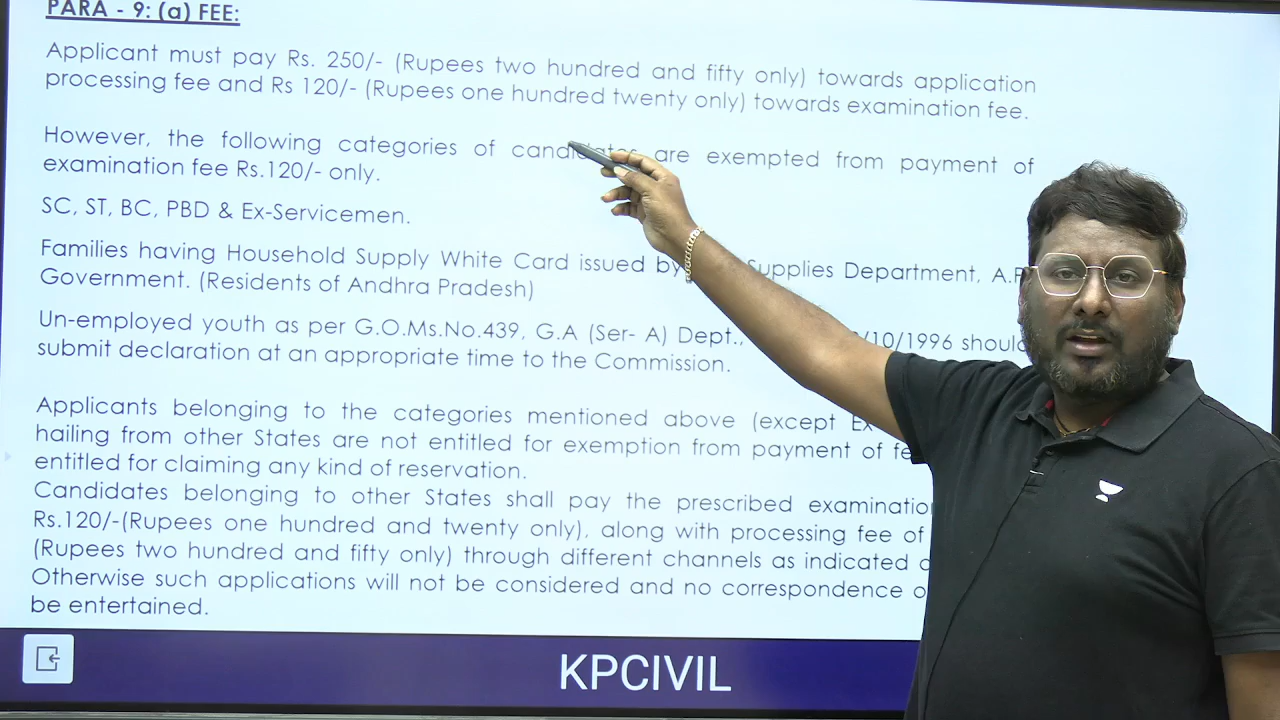 PARA - 9: (a) FEE:
Applicant must pay Rs. 250/- (Rupees two hundred and fifty only) towards application
processing fee and Rs 120/- (Rupees one hundred twenty only) towards examination fee.
However, the following categories of candidates are exempted from payment of
examination fee Rs.120/- only.
SC, ST, BC, PBD & Ex-Servicemen.
Families having Household Supply White Card issued by Supplies Department, A.P
Government. (Residents of Andhra Pradesh)
Un-employed youth as per G.O.Ms.No.439, G.A (Ser- A) Dept., /10/1996 should
submit declaration at an appropriate time to the Commission.
Applicants belonging to the categories mentioned above (except Ex
hailing from other States are not entitled for exemption from payment of
entitled for claiming any kind of reservation.
Candidates belonging to other States shall pay the prescribed
Rs.120/-(Rupees one hundred and twenty only), along with processing fee of
(Rupees two hundred and fifty only) through different channels as indicated
Otherwise such applications will not be considered and no correspondence
be entertained.
KPCIVIL